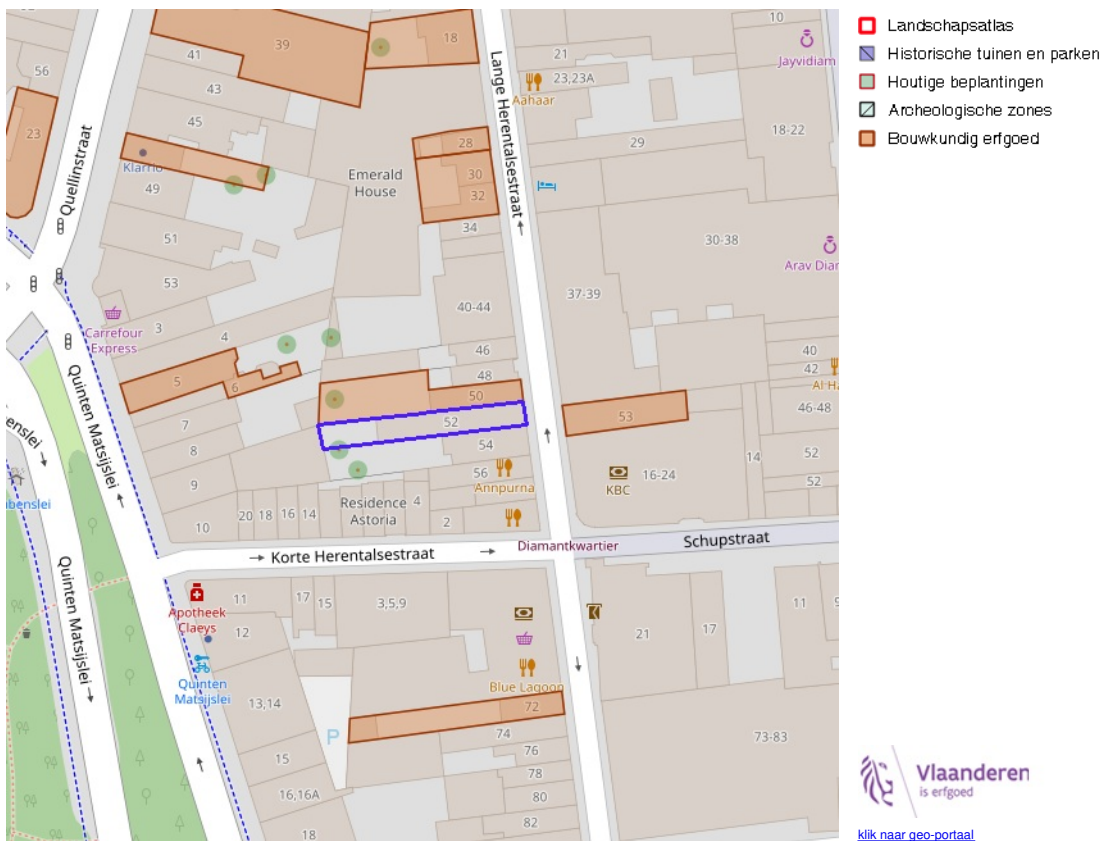 39
18
41
43
45
56
23
Klarrio
49
51
53
Quellinstraat
3
Carrefour
Express
4
5
6
7
8
9
10
20
18
16
14
Emerald
House
28
30
32
34
40-44
46
48
50
52
54
56
Annpurna
Residence
Astoria
4
2
Lange Herentalsestraat
21
23,23A
Aahaar
29
10
Jayvidiam
18-22
30-38
Arav Diam
37-39
40
42
46-48
52
52
14
53
16-24
KBC
Diamantkwartier
Schupstraat
Korte Herentalsestraat
Quinten Matsijslei
Quinten Matsijslei
11
Apotheek
Claeys
12
Quinten
Matsijslei
13,14
15
16,16A
18
17
15
3,5,9
P
Blue Lagoon
72
74
76
78
80
82
21
17
11
73-83
Landschapsatlas
Historische tuinen en parken
Houtige beplantingen
Archeologische zones
Bouwkundig erfgoed
Vlaanderen
is erfgoed
klik naar geo-portaal